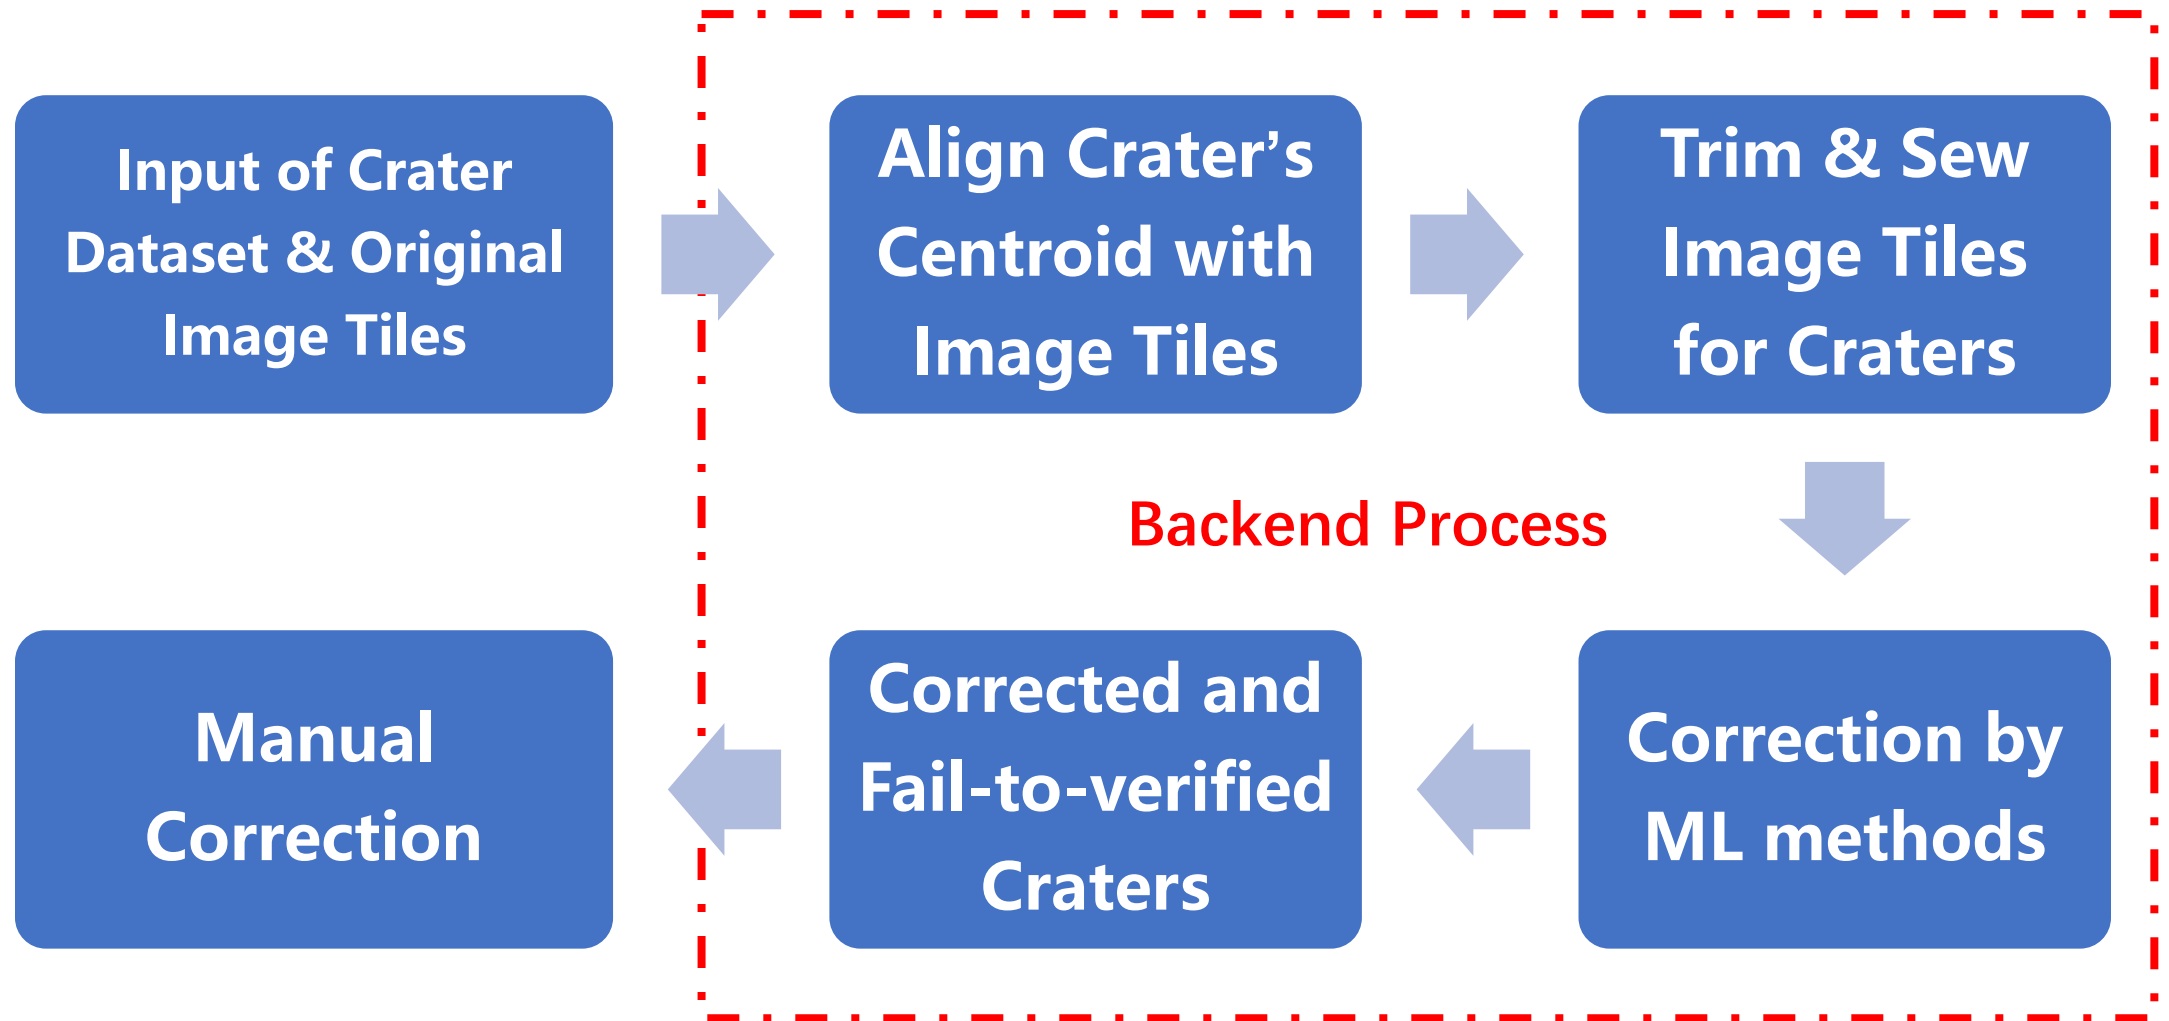 Input of Crater
Dataset & Original
Image Tiles
Align Crater’s
Centroid with
Image Tiles
Trim & Sew
Image Tiles
for Craters
Backend Process
Correction by
ML methods
Corrected and
Fail-to-verified
Craters
Manual
Correction